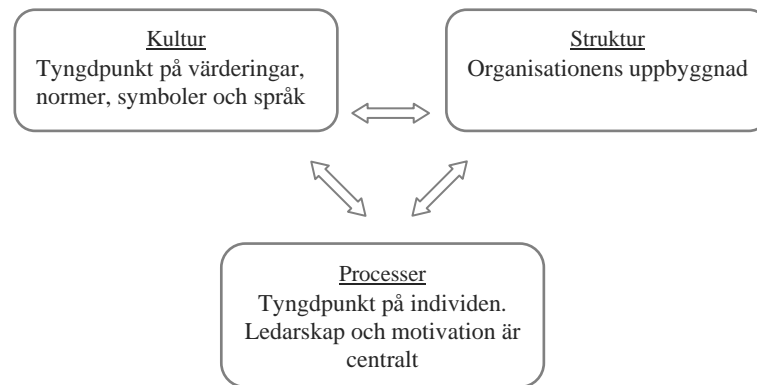 Kultur
Tyngdpunkt på värderingar,
normer, symboler och språk
Struktur
Organisationens uppbyggnad
Processer
Tyngdpunkt på individen.
Ledarskap och motivation är
centralt